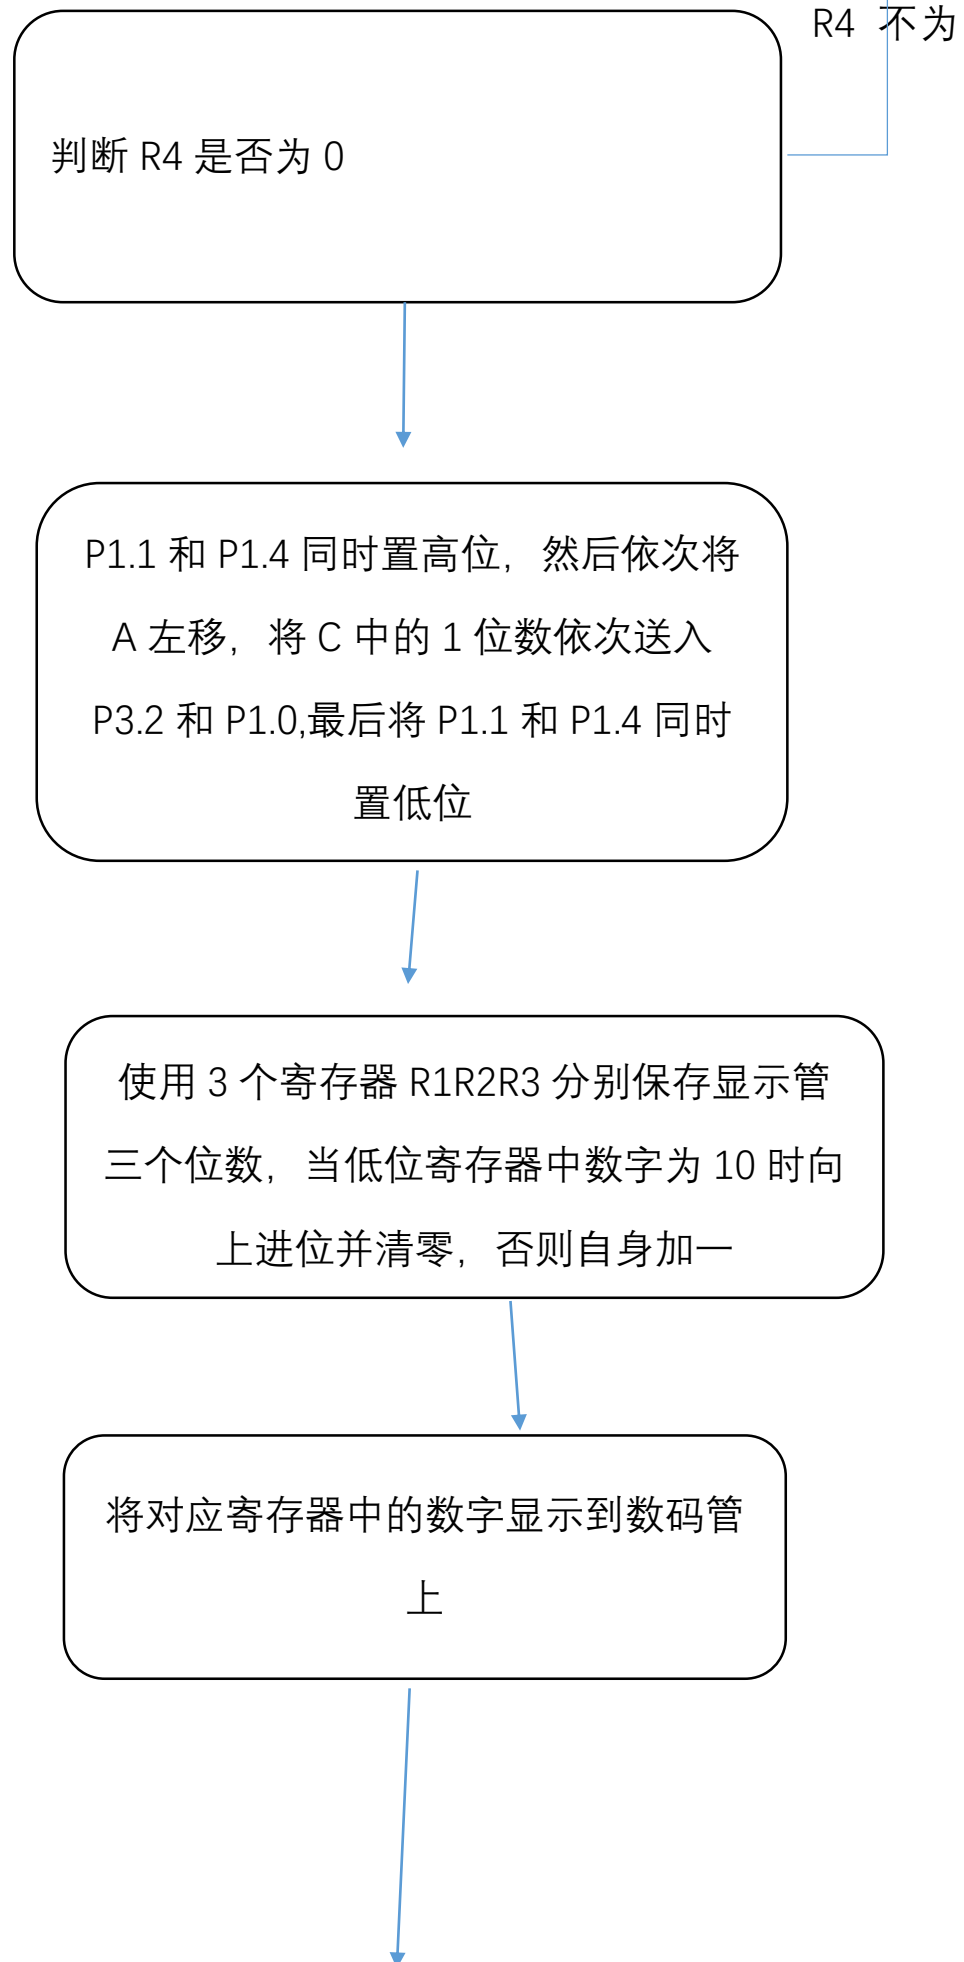 R4 不为
判断 R4 是否为 0
P1.1 和 P1.4 同时置高位，然后依次将
A 左移，将 C 中的 1 位数依次送入
P3.2 和 P1.0,最后将 P1.1 和 P1.4 同时
置低位
使用 3 个寄存器 R1R2R3 分别保存显示管
三个位数，当低位寄存器中数字为 10 时向
上进位并清零，否则自身加一
将对应寄存器中的数字显示到数码管
上